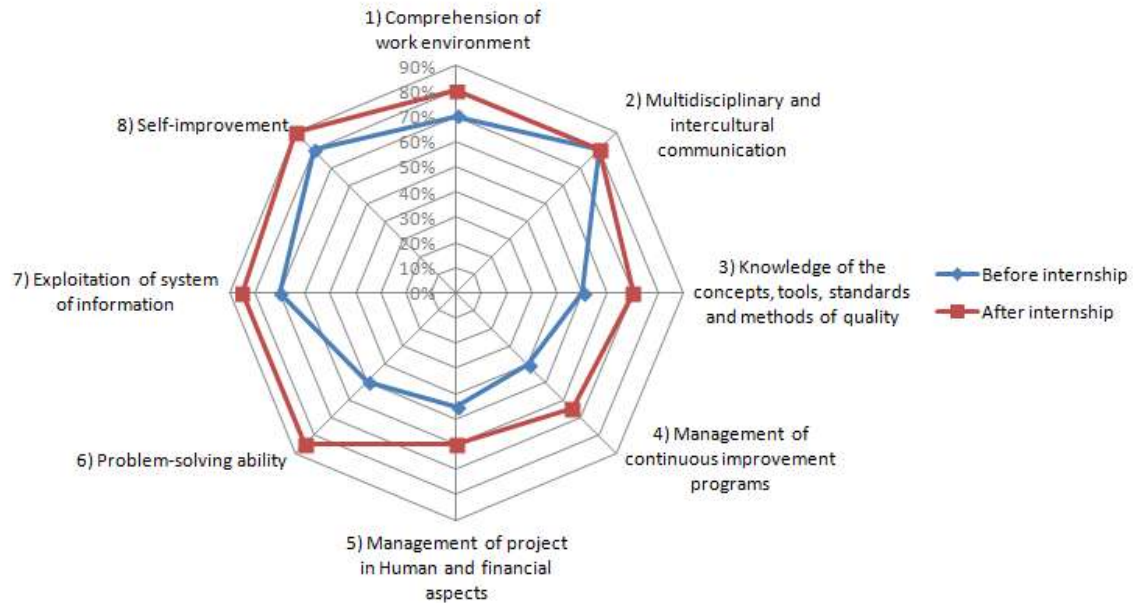 1) Comprehension of
work environment
90%
80%
70%
60%
50%
40%
30%
20%
10%
0%
2) Multidisciplinary and
intercultural
communication
3) Knowledge of the
concepts, tools, standards
and methods of quality
4) Management of
continuous improvement
programs
5) Management of project
in Human and financial
aspects
6) Problem-solving ability
7) Exploitation of system
of information
8) Self-improvement
Before internship
After internship